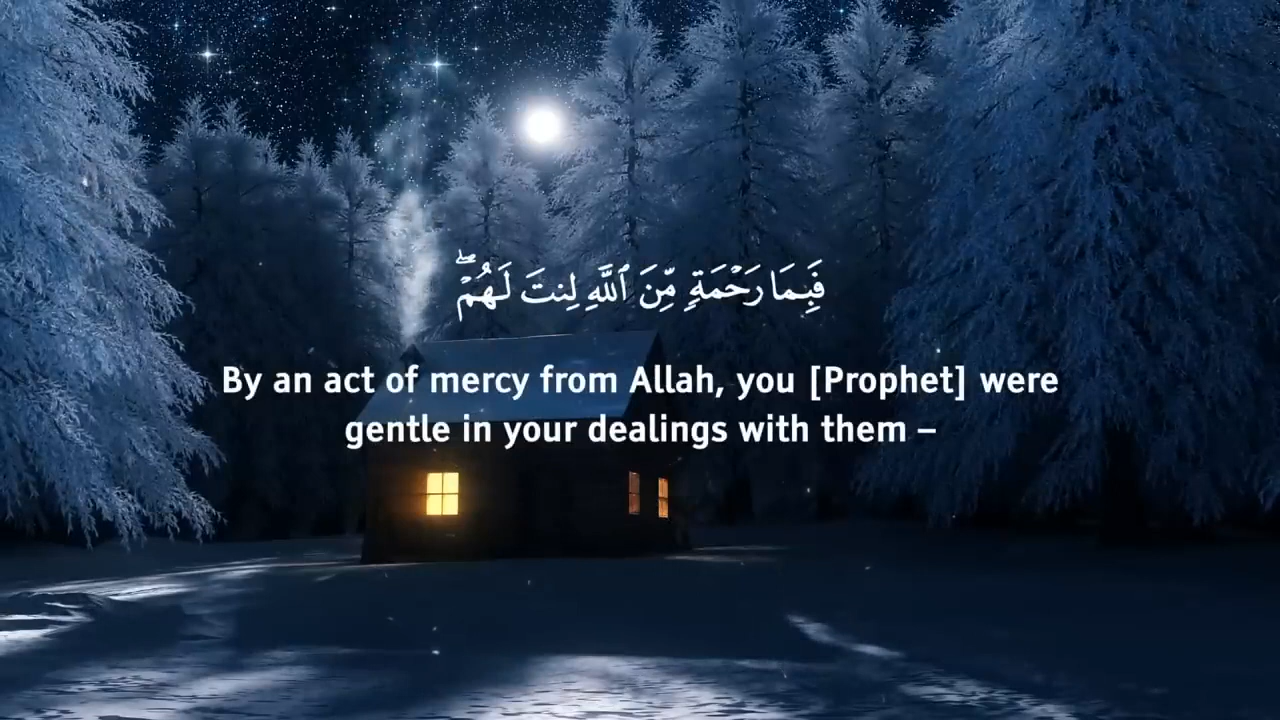 فَبِمَا رَحْمَةٍ مِّنَ ٱللَّهِ لِنتَ لَهُمْ ۖ
By an act of mercy from Allah, you [Prophet] were
gentle in your dealings with them –